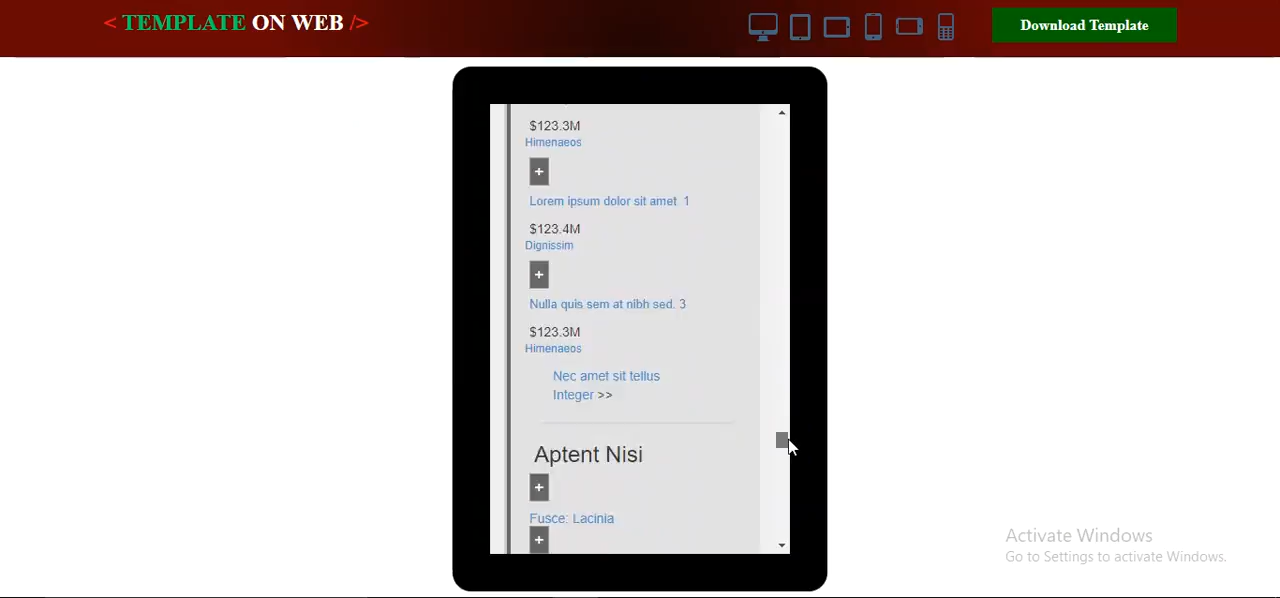 < TEMPLATE ON WEB />
Download Template
$123.3M
Himenaeos
+
Lorem ipsum dolor sit amet 1
$123.4M
Dignissim
+
Nulla quis sem at nibh sed. 3
$123.3M
Himenaeos
Nec amet sit tellus
Integer >>
Aptent Nisi
+
Fusce: Lacinia
+
Activate Windows
Go to Settings to activate Windows.